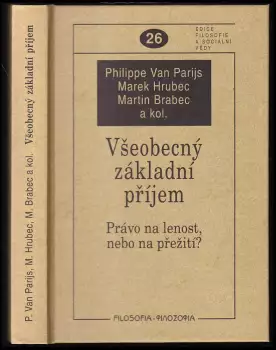 P. Van Parijs, M. Hrubec, M. Brabec a kol. Všeobecný základní příjem
26
EDICE
FILOSOFIE
A SOCIÁLNÍ
VĚDY
Philippe Van Parijs
Marek Hrubec
Martin Brabec
a kol.
Všeobecný
základní
příjem
Právo na lenost,
nebo na přežití?
FILOSOFIA-ΦΙΛΟΣΟΦΙΑ